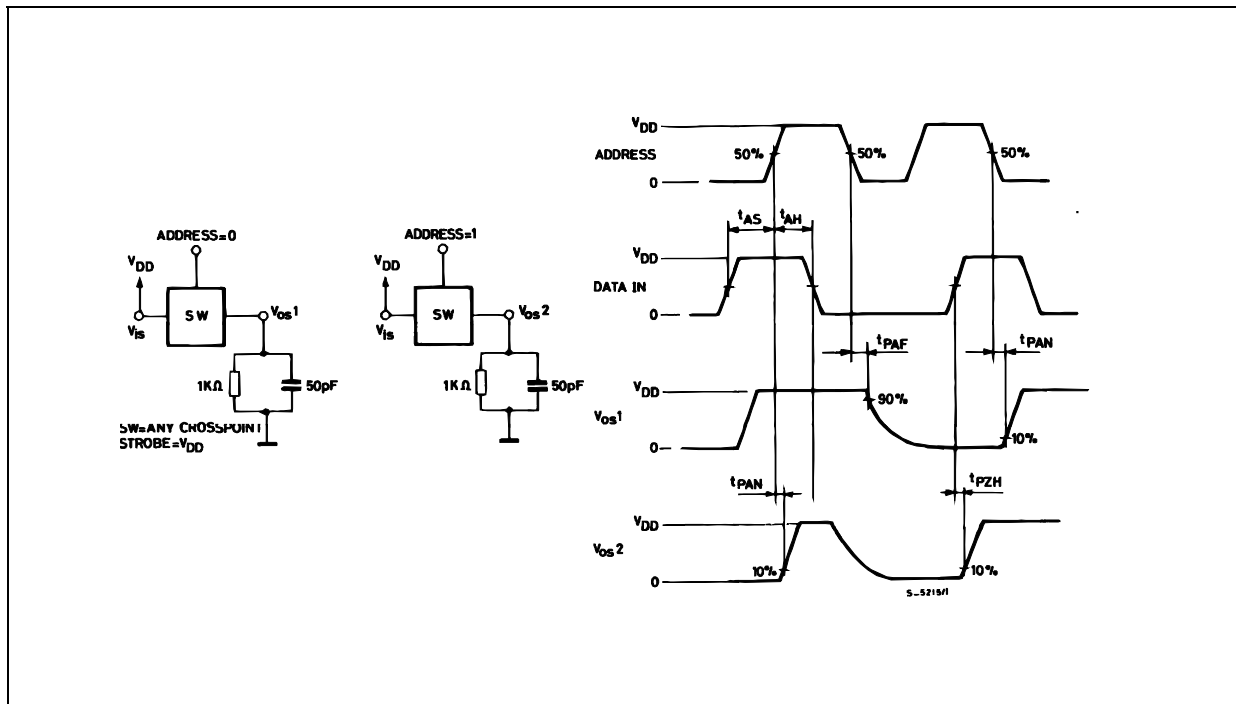 ADDRESS=0
VDD
SW
Vis
Vos1
1KΩ
50pF
SW=ANY CROSSPOINT
STROBE=VDD
ADDRESS=1
VDD
SW
Vis
Vos2
1KΩ
50pF
VDD
ADDRESS
50%
50%
50%
0
tAS
tAH
VDD
DATA IN
0
tPAF
tPAN
VDD
90%
Vos1
10%
0
tPAN
tPZH
VDD
Vos2
10%
10%
0
S-5215/1